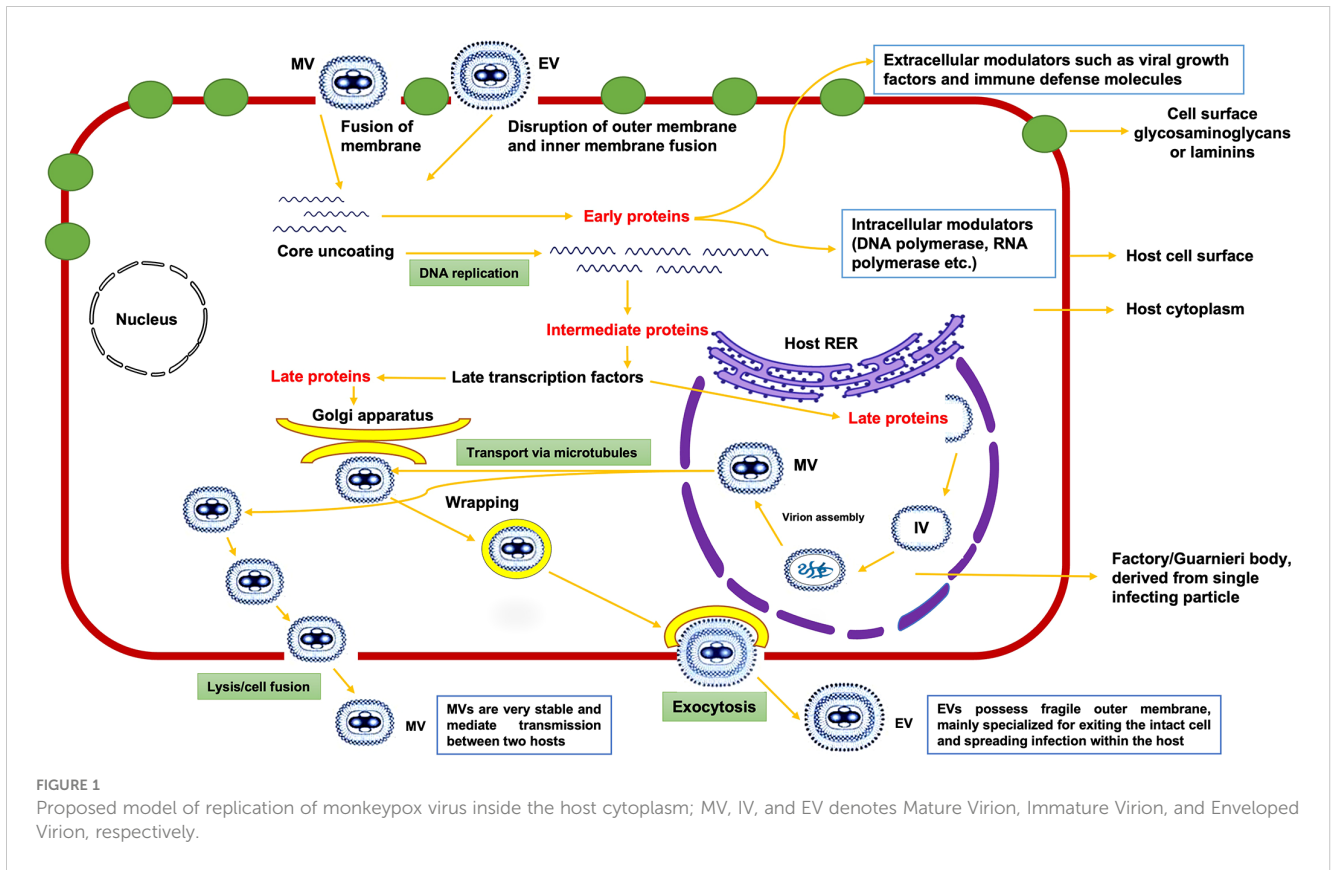 MV
EV
Extracellular modulators such as viral growth
factors and immune defense molecules
Fusion of
membrane
Disruption of outer membrane
and inner membrane fusion
Cell surface
glycosaminoglycans
or laminins
Early proteins
Intracellular modulators
(DNA polymerase, RNA
polymerase etc.)
Core uncoating
DNA replication
Host cell surface
Nucleus
Host cytoplasm
Intermediate proteins
Host RER
Late proteins
Late transcription factors
Golgi apparatus
Late proteins
Transport via microtubules
MV
Wrapping
Virion assembly
IV
Factory/Guarnieri body,
derived from single
infecting particle
Lysis/cell fusion
MV
MVs are very stable and
mediate transmission
between two hosts
Exocytosis
EV
EVs possess fragile outer membrane,
mainly specialized for exiting the intact cell
and spreading infection within the host
FIGURE 1
Proposed model of replication of monkeypox virus inside the host cytoplasm; MV, IV, and EV denotes Mature Virion, Immature Virion, and Enveloped
Virion, respectively.